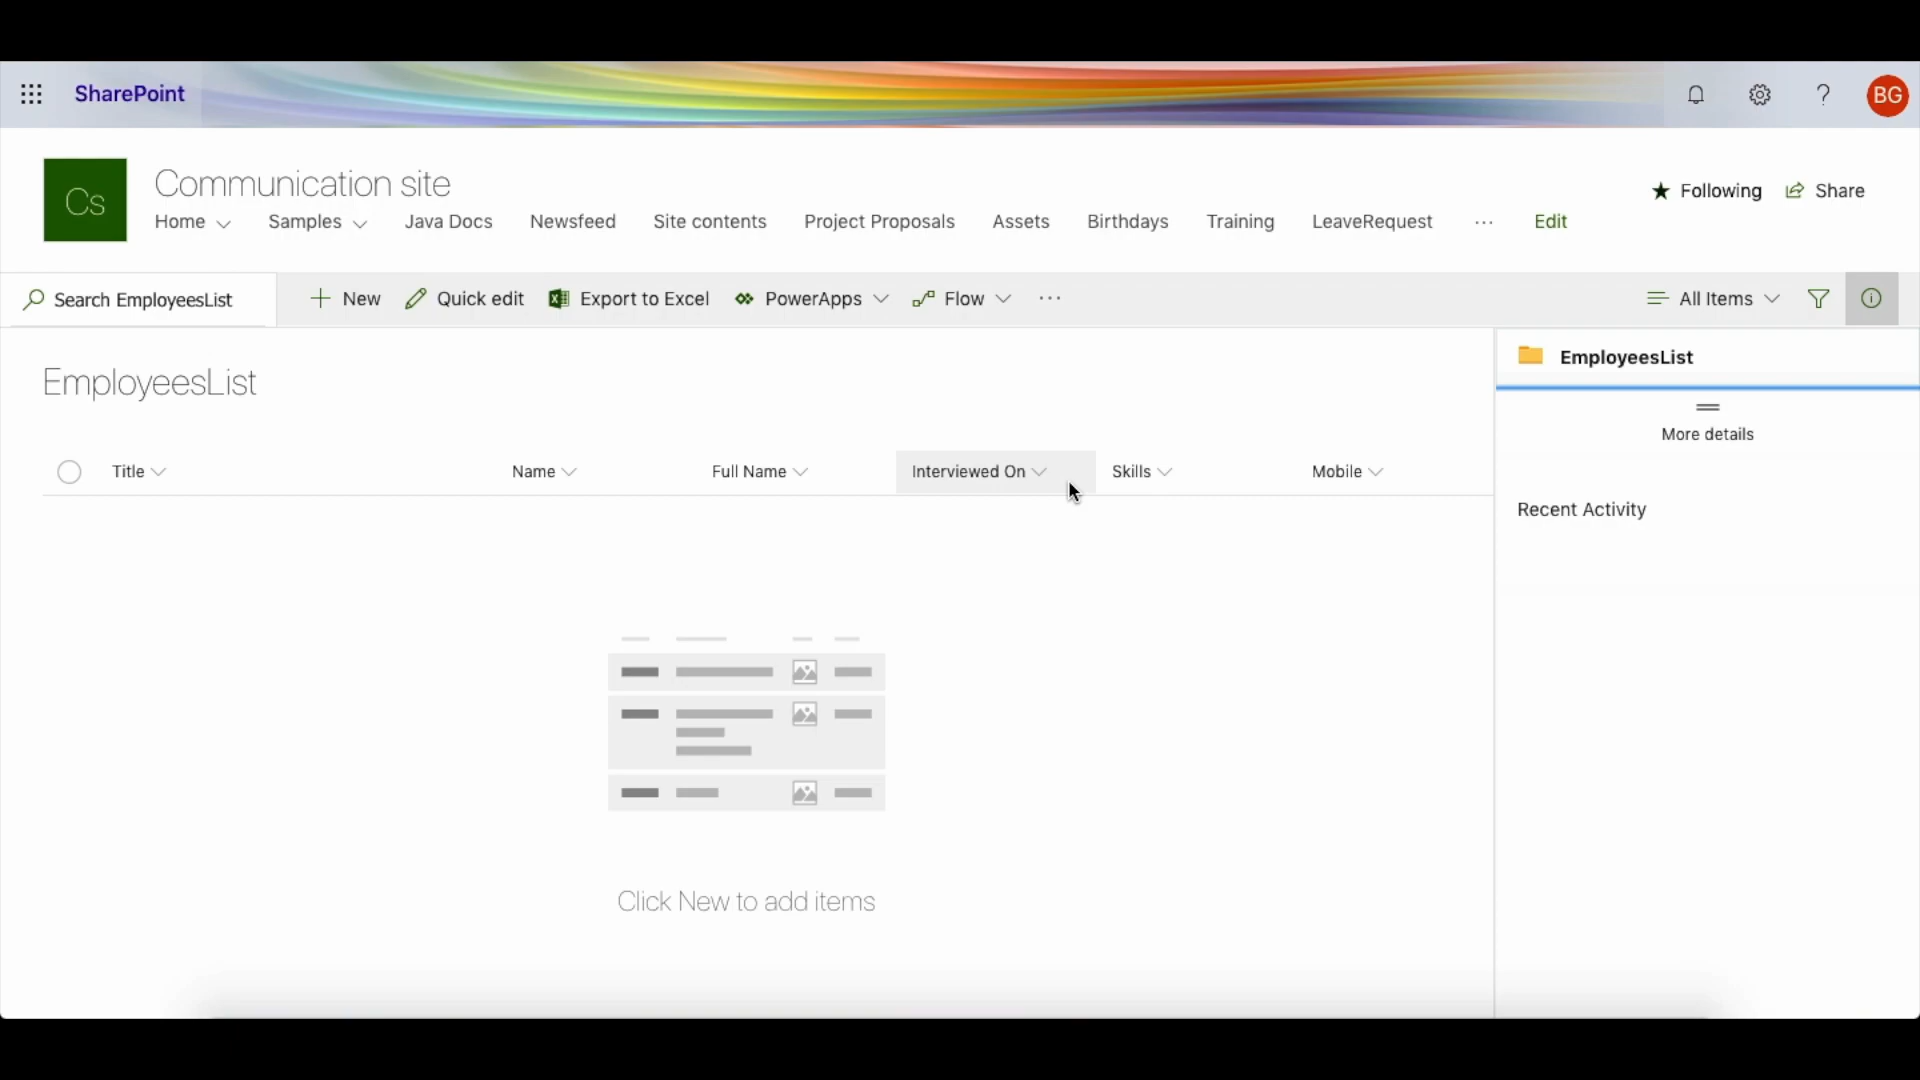 SharePoint
BG
Cs
Communication site
Following
Share
Home
Samples
Java Docs
Newsfeed
Site contents
Project Proposals
Assets
Birthdays
Training
LeaveRequest
...
Edit
Search EmployeesList
New
Quick edit
Export to Excel
PowerApps
Flow
...
All Items
EmployeesList
EmployeesList
More details
Title
Name
Full Name
Interviewed On
Skills
Mobile
Recent Activity
Click New to add items